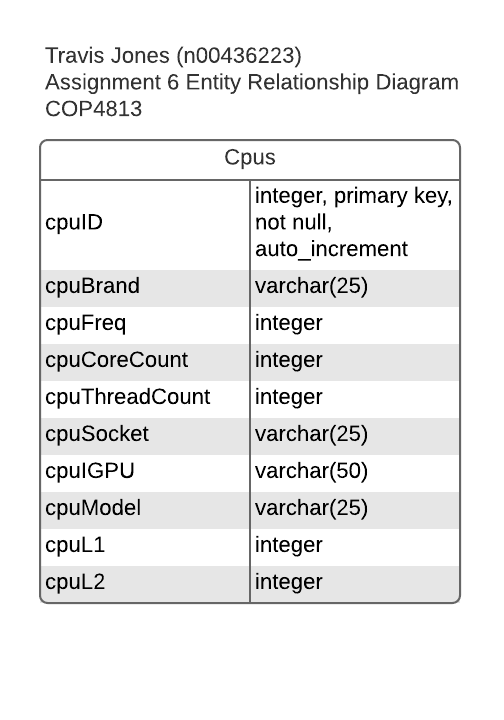 Travis Jones (n00436223)
Assignment 6 Entity Relationship Diagram
COP4813
Cpus
cpuID integer, primary key, not null, auto_increment
cpuBrand varchar(25)
cpuFreq integer
cpuCoreCount integer
cpuThreadCount integer
cpuSocket varchar(25)
cpuIGPU varchar(50)
cpuModel varchar(25)
cpuL1 integer
cpuL2 integer